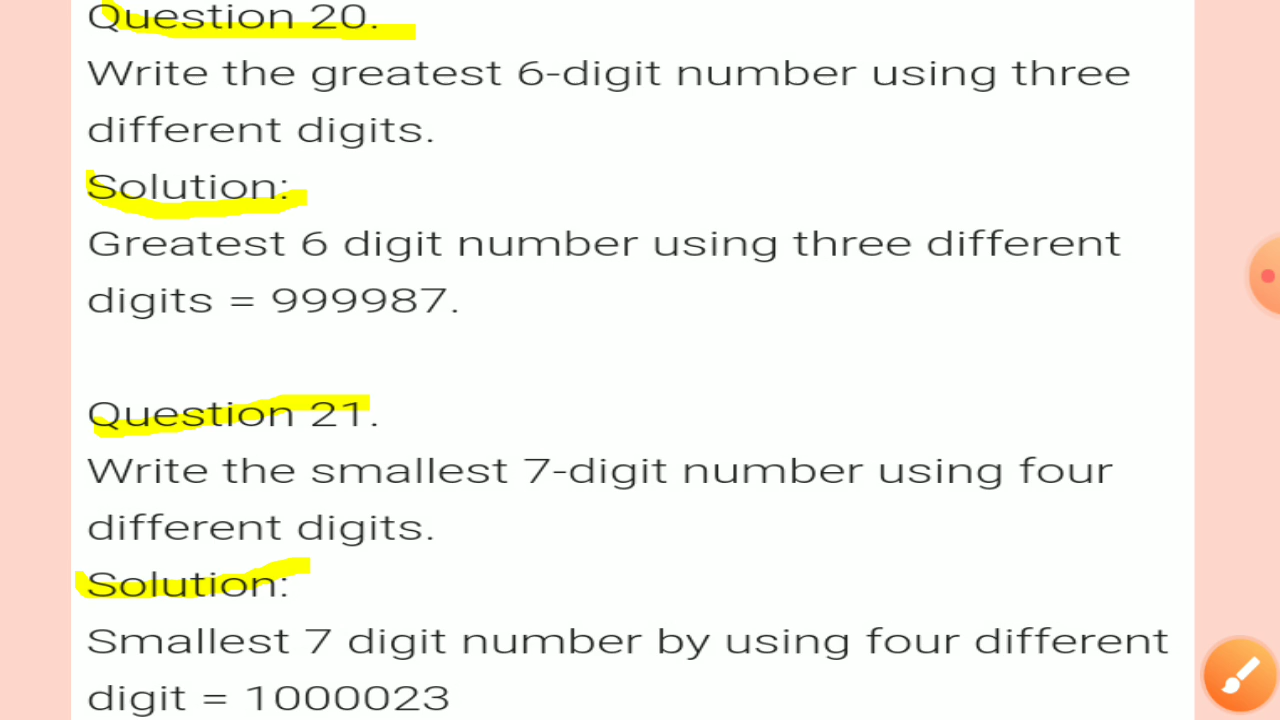 Question 20.
Write the greatest 6-digit number using three
different digits.
Solution:
Greatest 6 digit number using three different
digits = 999987.
Question 21.
Write the smallest 7-digit number using four
different digits.
Solution:
Smallest 7 digit number by using four different
digit = 1000023